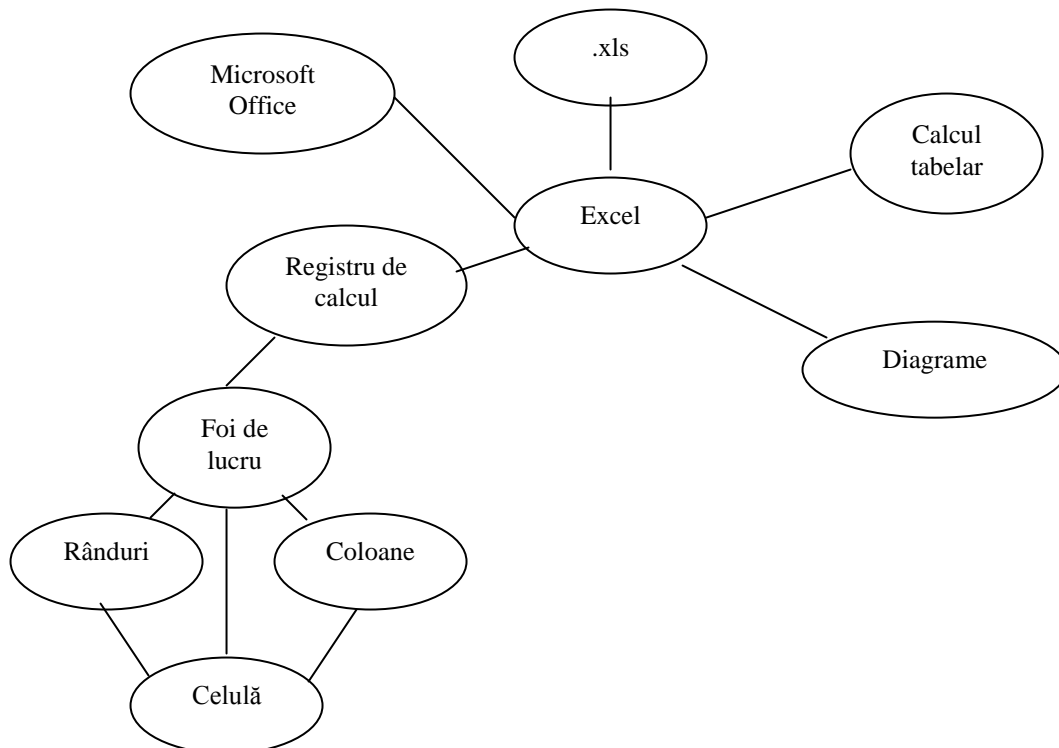 .xls
Microsoft
Office
Calcul
tabelar
Excel
Registru de
calcul
Diagrame
Foi de
lucru
Rânduri
Coloane
Celulă